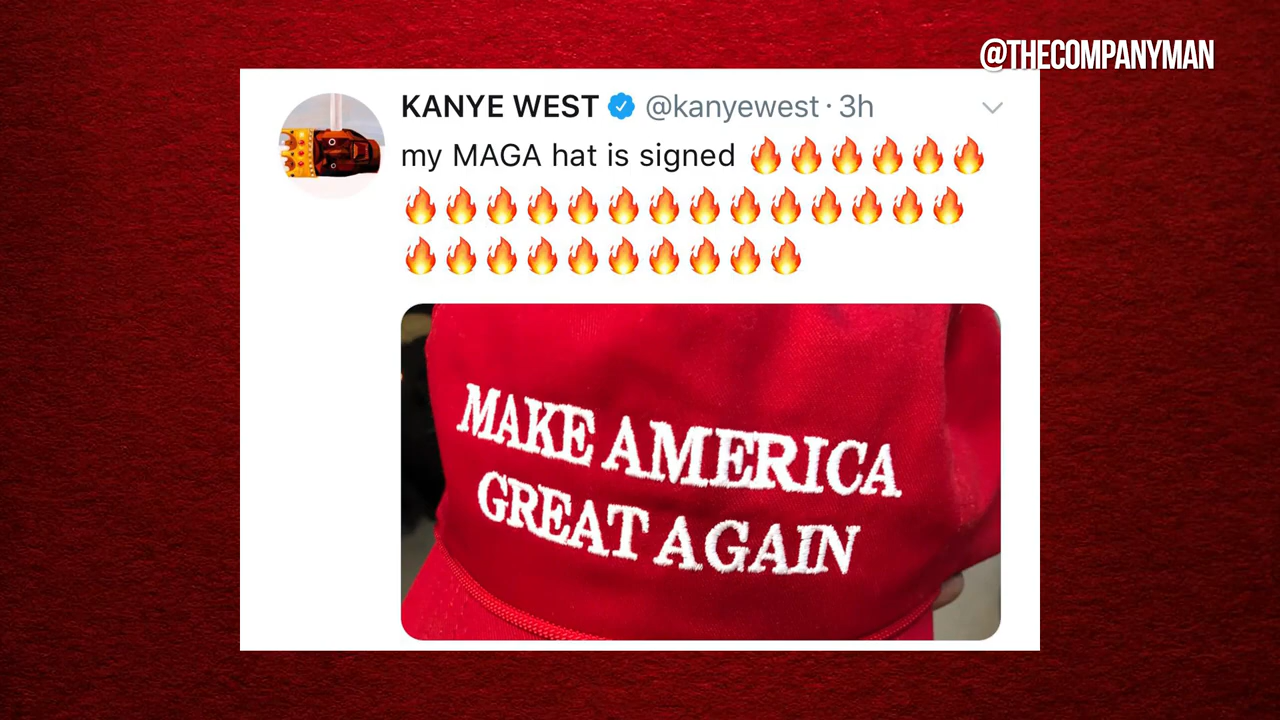 @THECOMPANYMAN
KANYE WEST @kanyewest · 3h
my MAGA hat is signed 🔥🔥🔥🔥🔥🔥
🔥🔥🔥🔥🔥🔥🔥🔥🔥🔥🔥🔥🔥🔥
🔥🔥🔥🔥🔥🔥🔥🔥🔥🔥
MAKE AMERICA
GREAT AGAIN